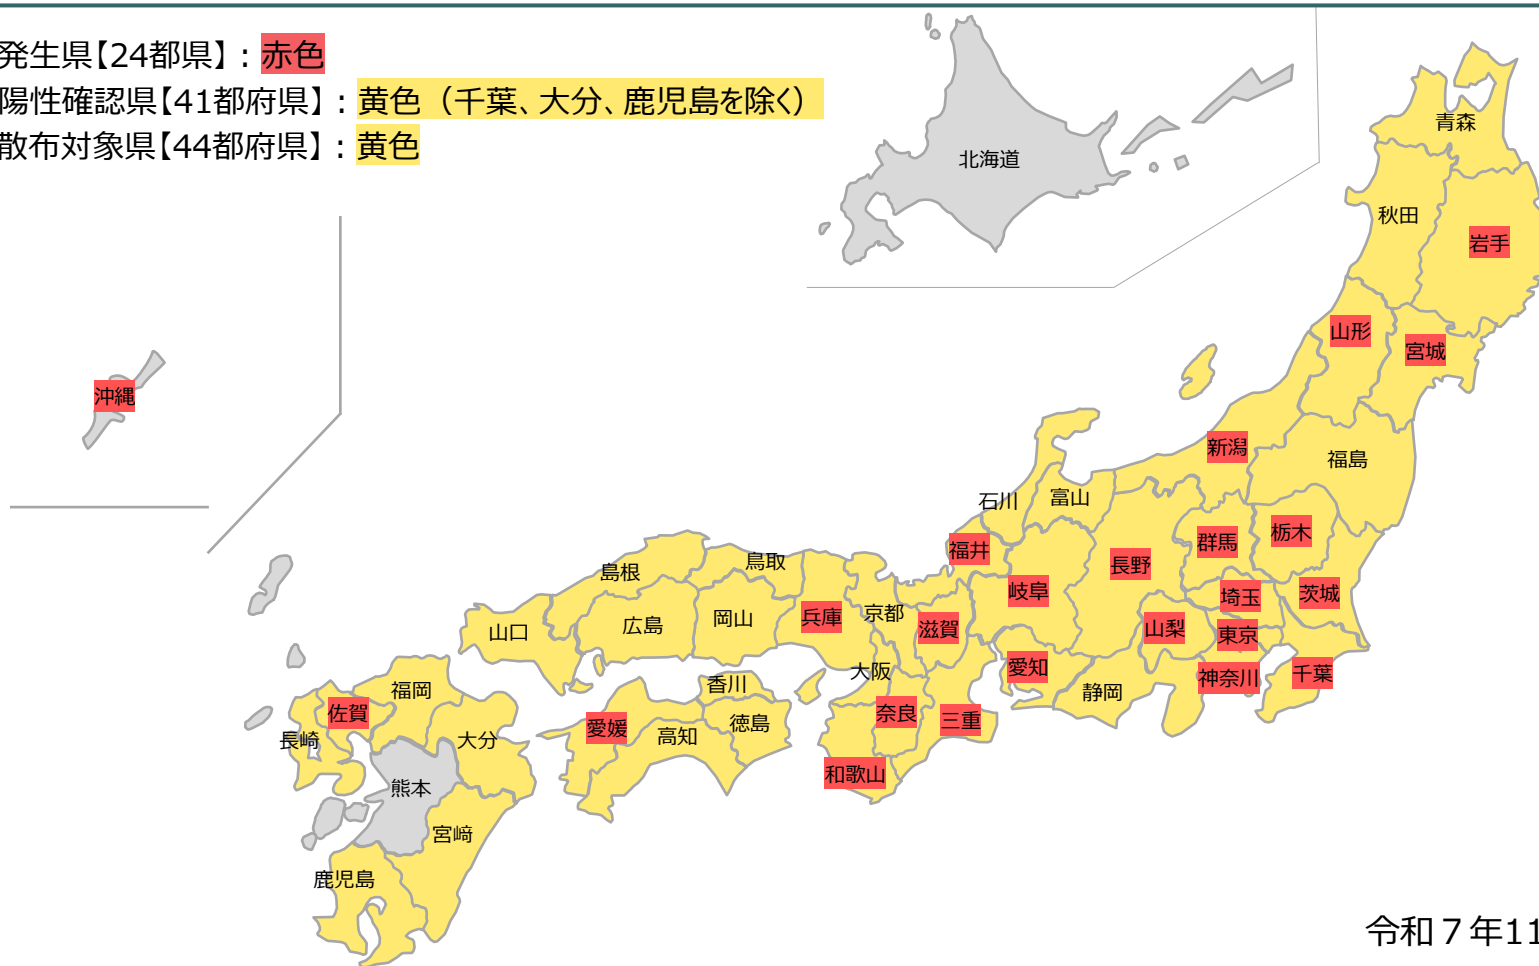 発生県【24都県】：赤色
陽性確認県【41都府県】：黄色（千葉、大分、鹿児島を除く）
散布対象県【44都府県】：黄色
北海道
青森
秋田
岩手
山形
宮城
沖縄
新潟
福島
石川
富山
福井
長野
群馬
栃木
鳥取
島根
岐阜
埼玉
茨城
兵庫
京都
滋賀
山梨
東京
山口
広島
岡山
大阪
愛知
静岡
神奈川
千葉
福岡
香川
佐賀
愛媛
高知
徳島
奈良
三重
長崎
大分
和歌山
熊本
宮﨑
鹿児島
令和７年11